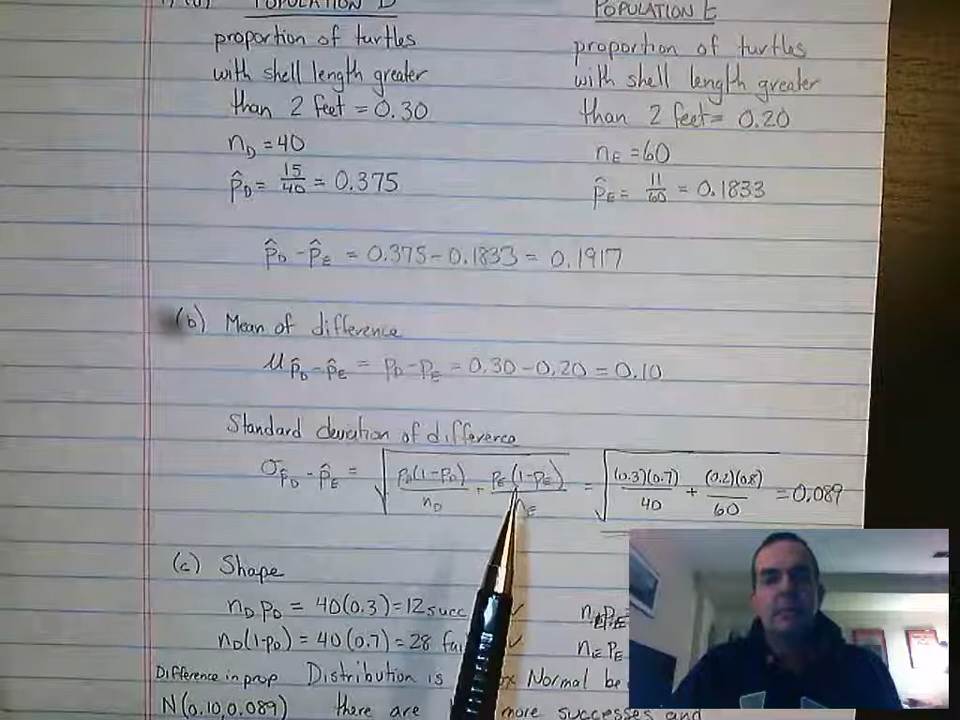 POPULATION D
POPULATION E
proportion of turtles
with shell length greater
than 2 feet = 0.30
n_D = 40
p̂_D = 15/40 = 0.375
proportion of turtles
with shell length greater
than 2 feet = 0.20
n_E = 60
p̂_E = 11/60 = 0.1833
p̂_D - p̂_E = 0.375 - 0.1833 = 0.1917
(b) Mean of difference
μ p̂_D - p̂_E = p_D - p_E = 0.30 - 0.20 = 0.10
Standard deviation of difference
σ p̂_D - p̂_E = √(p_D(1-p_D)/n_D + p_E(1-p_E)/n_E) = √((0.3)(0.7)/40 + (0.2)(0.8)/60) = 0.089
(c) Shape
n_D p_D = 40(0.3) = 12 succ ✓ n_E p_E =
n_D(1-p_D) = 40(0.7) = 28 fai ✓ n_E p_E
Difference in prop Distribution is Normal be
N(0.10, 0.089) there are more successes and